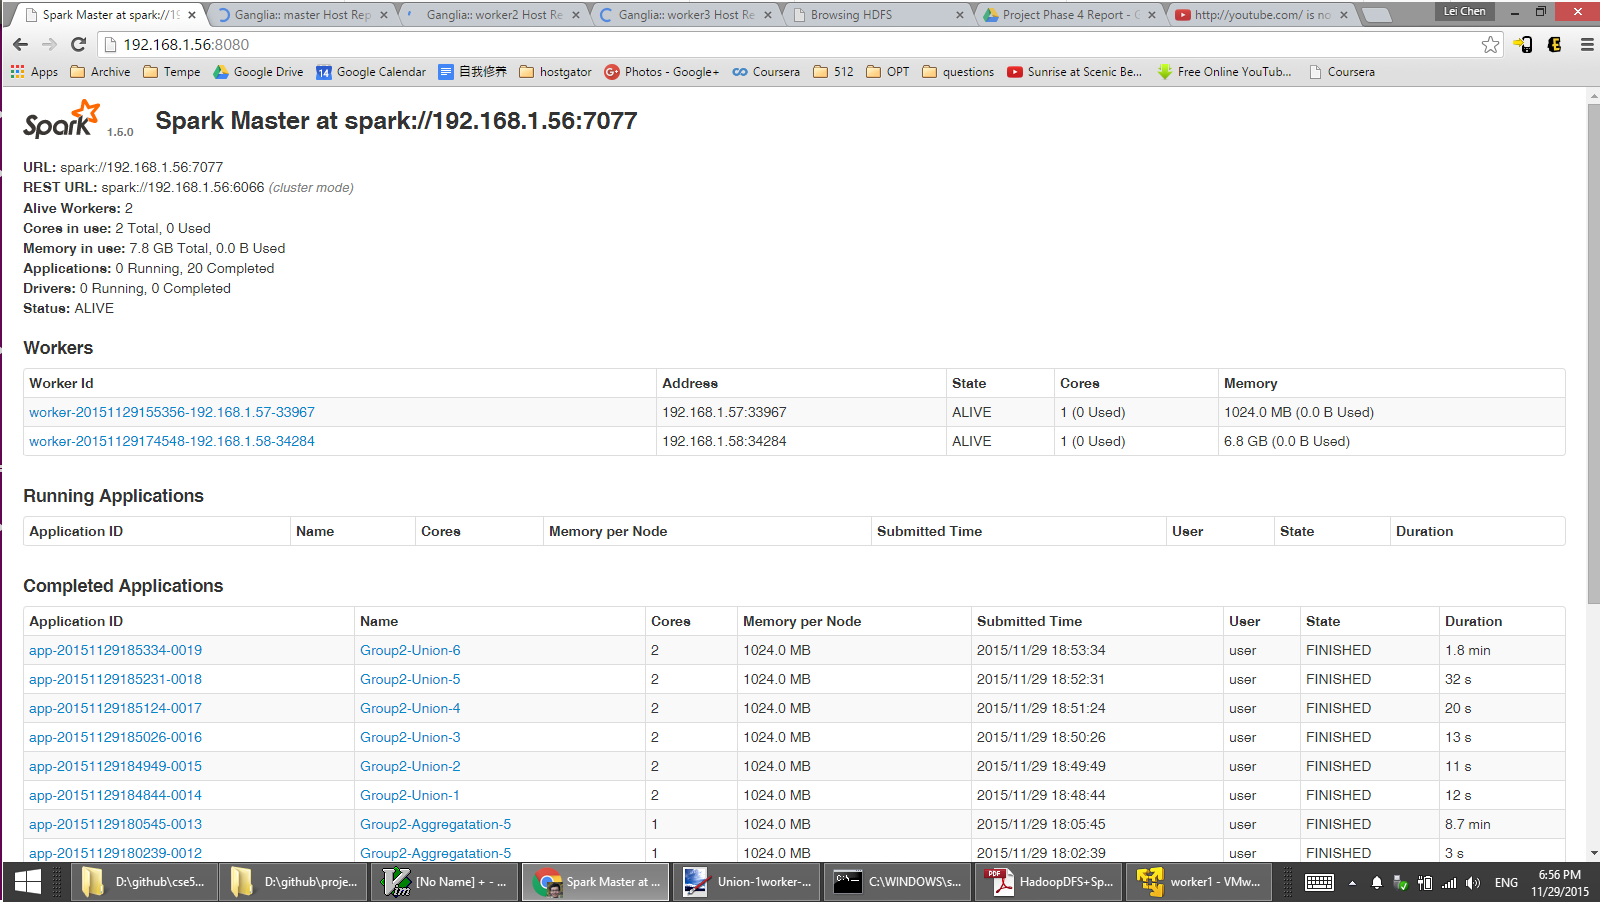 Lei Chen
Spark Master at spark://19
Ganglia:: master Host Rep
Ganglia:: worker2 Host Re
Ganglia:: worker3 Host Re
Browsing HDFS
Project Phase 4 Report - G
http://youtube.com/ is no
192.168.1.56:8080
Apps Archive Tempe Google Drive 14 Google Calendar 自我修养 hostgator Photos - Google+ Coursera 512 OPT questions Sunrise at Scenic Be... Free Online YouTub... Coursera
Spark 1.5.0 Spark Master at spark://192.168.1.56:7077
URL: spark://192.168.1.56:7077
REST URL: spark://192.168.1.56:6066 (cluster mode)
Alive Workers: 2
Cores in use: 2 Total, 0 Used
Memory in use: 7.8 GB Total, 0.0 B Used
Applications: 0 Running, 20 Completed
Drivers: 0 Running, 0 Completed
Status: ALIVE
Workers
Worker Id Address State Cores Memory
worker-20151129155356-192.168.1.57-33967 192.168.1.57:33967 ALIVE 1 (0 Used) 1024.0 MB (0.0 B Used)
worker-20151129174548-192.168.1.58-34284 192.168.1.58:34284 ALIVE 1 (0 Used) 6.8 GB (0.0 B Used)
Running Applications
Application ID Name Cores Memory per Node Submitted Time User State Duration
Completed Applications
Application ID Name Cores Memory per Node Submitted Time User State Duration
app-20151129185334-0019 Group2-Union-6 2 1024.0 MB 2015/11/29 18:53:34 user FINISHED 1.8 min
app-20151129185231-0018 Group2-Union-5 2 1024.0 MB 2015/11/29 18:52:31 user FINISHED 32 s
app-20151129185124-0017 Group2-Union-4 2 1024.0 MB 2015/11/29 18:51:24 user FINISHED 20 s
app-20151129185026-0016 Group2-Union-3 2 1024.0 MB 2015/11/29 18:50:26 user FINISHED 13 s
app-20151129184949-0015 Group2-Union-2 2 1024.0 MB 2015/11/29 18:49:49 user FINISHED 11 s
app-20151129184844-0014 Group2-Union-1 2 1024.0 MB 2015/11/29 18:48:44 user FINISHED 12 s
app-20151129180545-0013 Group2-Aggregatation-5 1 1024.0 MB 2015/11/29 18:05:45 user FINISHED 8.7 min
app-20151129180239-0012 Group2-Aggregatation-5 1 1024.0 MB 2015/11/29 18:02:39 user FINISHED 3 s
D:\github\cse5... D:\github\proje... [No Name] + - ... Spark Master at ... Union-1worker-... C:\WINDOWS\s... HadoopDFS+Sp... worker1 - VMw... ENG 6:56 PM
11/29/2015